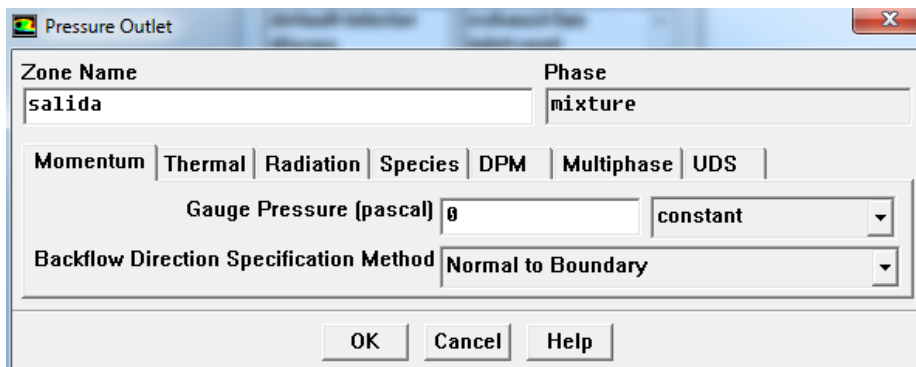 Pressure Outlet
Zone Name Phase
salida mixture
Momentum Thermal Radiation Species DPM Multiphase UDS
Gauge Pressure (pascal) 0 constant
Backflow Direction Specification Method Normal to Boundary
OK Cancel Help